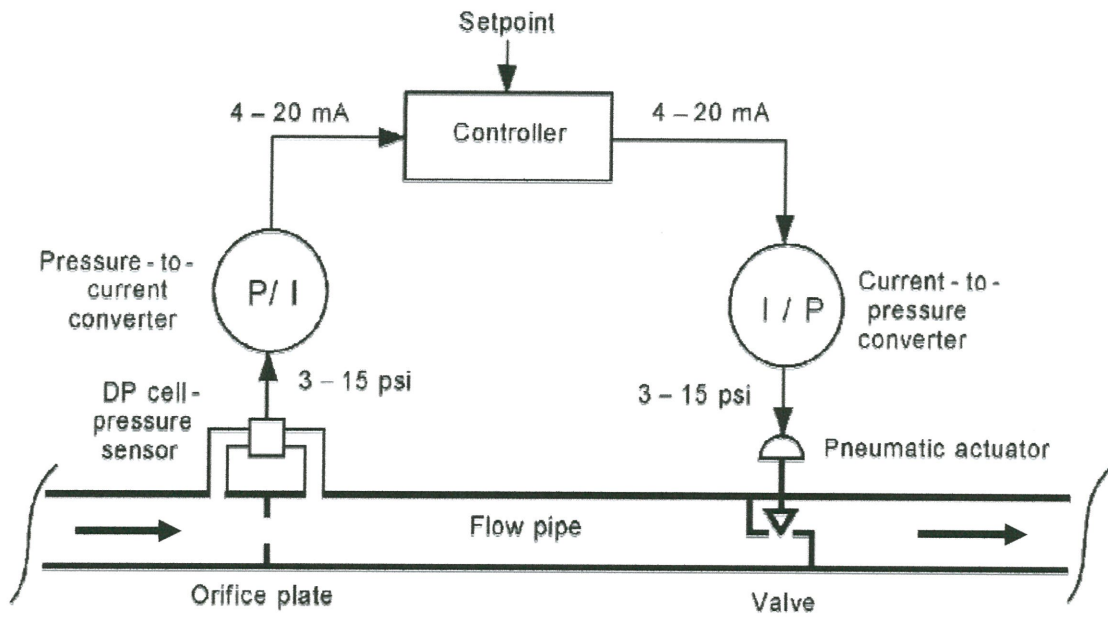 Setpoint
4 – 20 mA
Controller
4 – 20 mA
Pressure - to -
current
converter
P/ I
I / P
Current - to -
pressure
converter
3 – 15 psi
DP cell -
pressure
sensor
3 – 15 psi
Pneumatic actuator
Flow pipe
Orifice plate
Valve